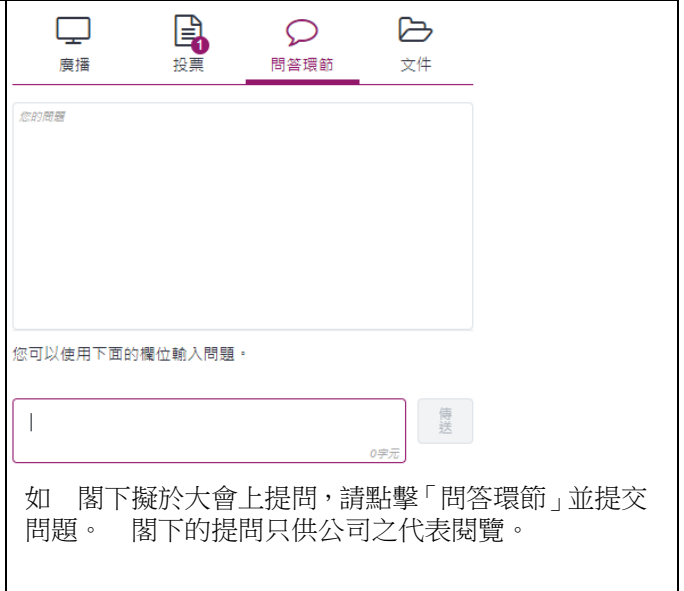 1
廣播 投票 問答環節 文件
您的問題
您可以使用下面的欄位輸入問題。
傳送
0字元
如　閣下擬於大會上提問，請點擊「問答環節」並提交
問題。　閣下的提問只供公司之代表閱覽。